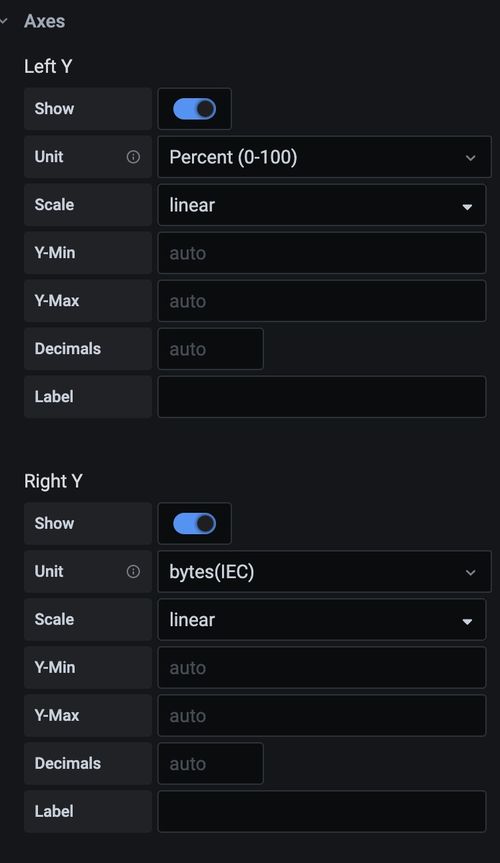 Axes
Left Y
Show
Unit Percent (0-100)
Scale linear
Y-Min auto
Y-Max auto
Decimals auto
Label
Right Y
Show
Unit bytes(IEC)
Scale linear
Y-Min auto
Y-Max auto
Decimals auto
Label